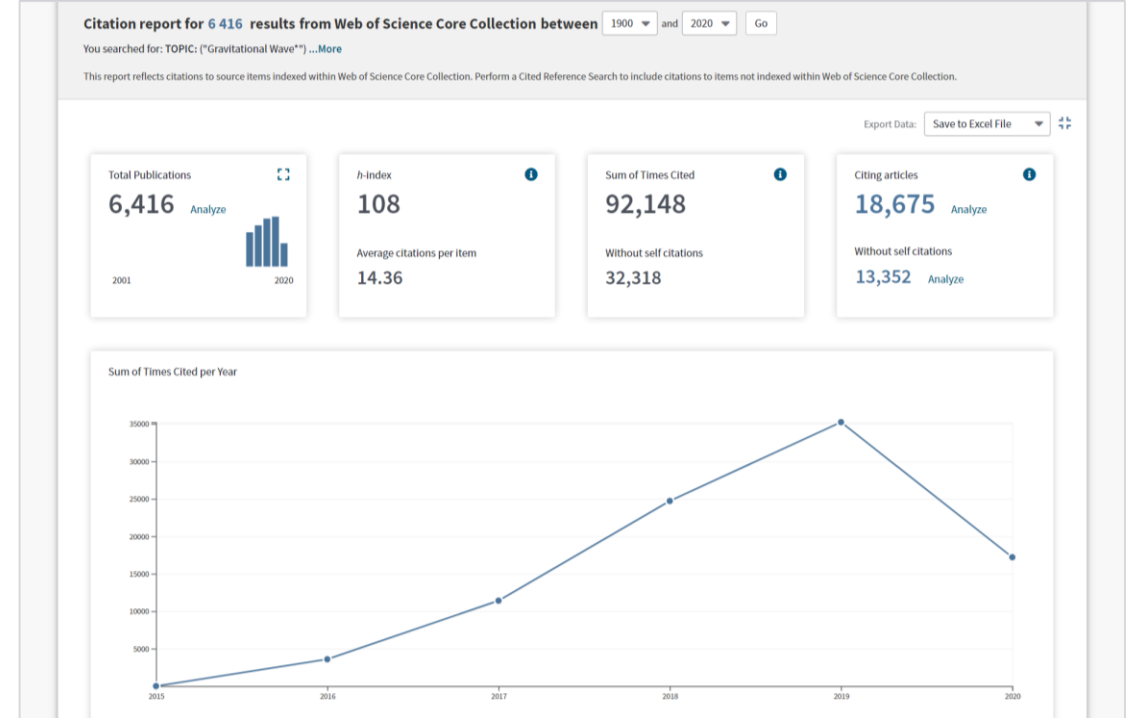 Citation report for 6 416 results from Web of Science Core Collection between 1900 and 2020 Go
You searched for: TOPIC: ("Gravitational Wave*") ...More
This report reflects citations to source items indexed within Web of Science Core Collection. Perform a Cited Reference Search to include citations to items not indexed within Web of Science Core Collection.
Export Data: Save to Excel File
Total Publications
6,416 Analyze
2001 2020
h-index
108
Average citations per item
14.36
Sum of Times Cited
92,148
Without self citations
32,318
Citing articles
18,675 Analyze
Without self citations
13,352 Analyze
Sum of Times Cited per Year
35000
30000
25000
20000
15000
10000
5000
2015 2016 2017 2018 2019 2020